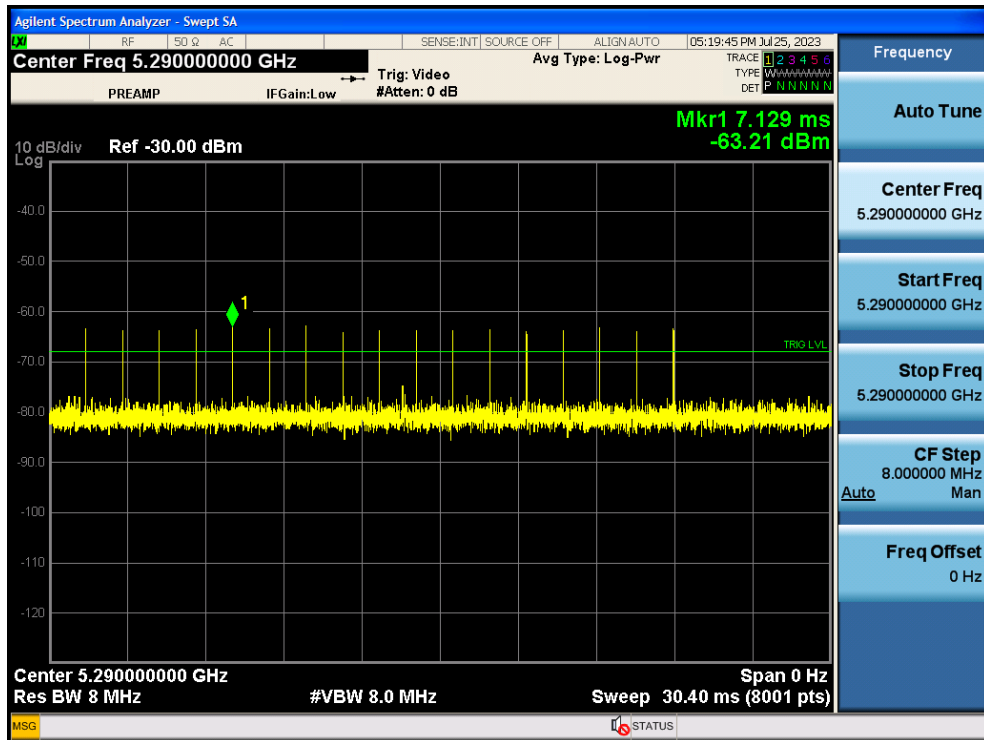 Agilent Spectrum Analyzer - Swept SA
LXI RF 50 Ω AC SENSE:INT SOURCE OFF ALIGN AUTO 05:19:45 PM Jul 25, 2023
Center Freq 5.290000000 GHz Avg Type: Log-Pwr TRACE 1 2 3 4 5 6
Trig: Video TYPE WWWWWW
PREAMP IFGain:Low #Atten: 0 dB DET P N N N N N
Frequency
Mkr1 7.129 ms
10 dB/div Ref -30.00 dBm -63.21 dBm
Log
-40.0
-50.0
-60.0
1
TRIG LVL
-70.0
-80.0
-90.0
-100
-110
-120
Center 5.290000000 GHz Span 0 Hz
Res BW 8 MHz #VBW 8.0 MHz Sweep 30.40 ms (8001 pts)
MSG STATUS
Auto Tune
Center Freq
5.290000000 GHz
Start Freq
5.290000000 GHz
Stop Freq
5.290000000 GHz
CF Step
8.000000 MHz
Auto Man
Freq Offset
0 Hz